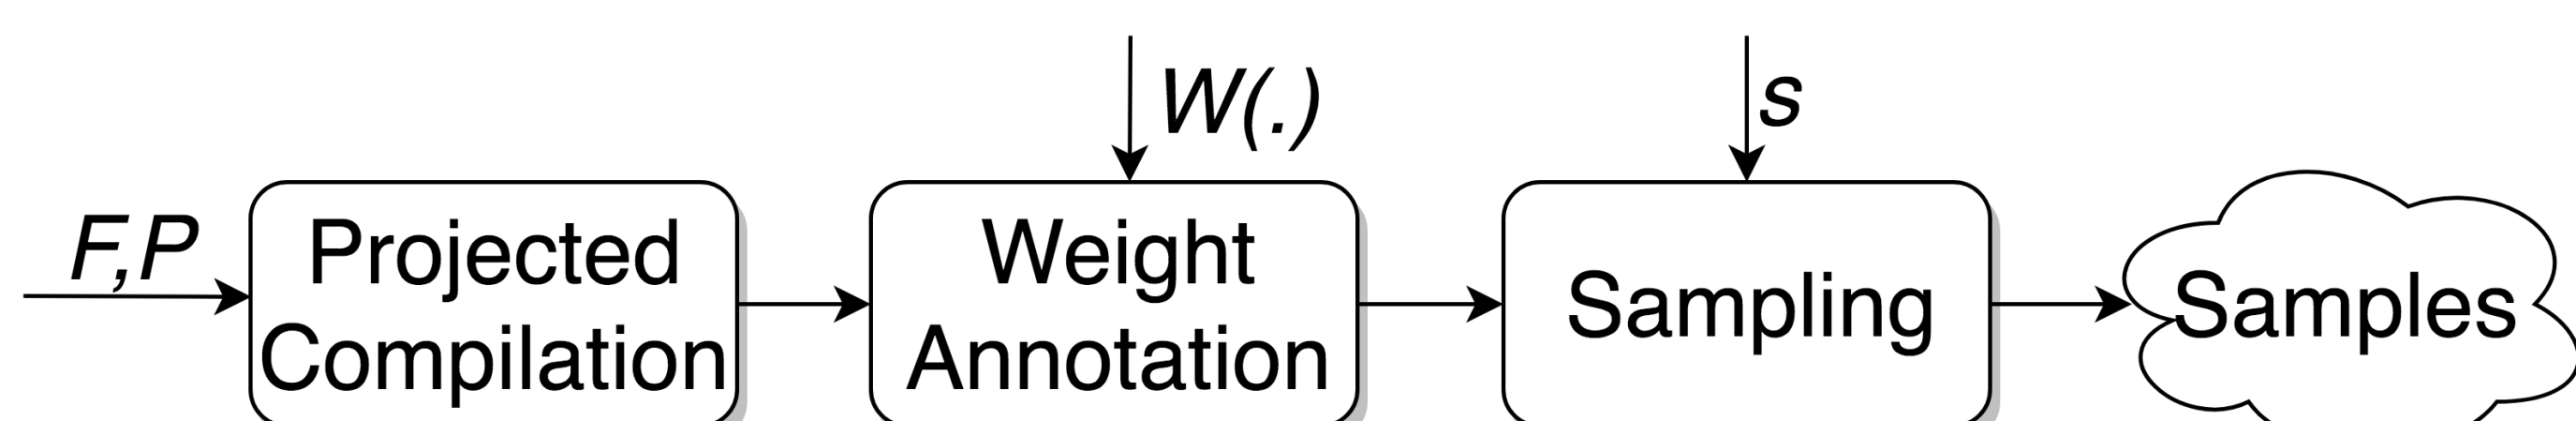 F,P
Projected
Compilation
W(.)
Weight
Annotation
s
Sampling
Samples